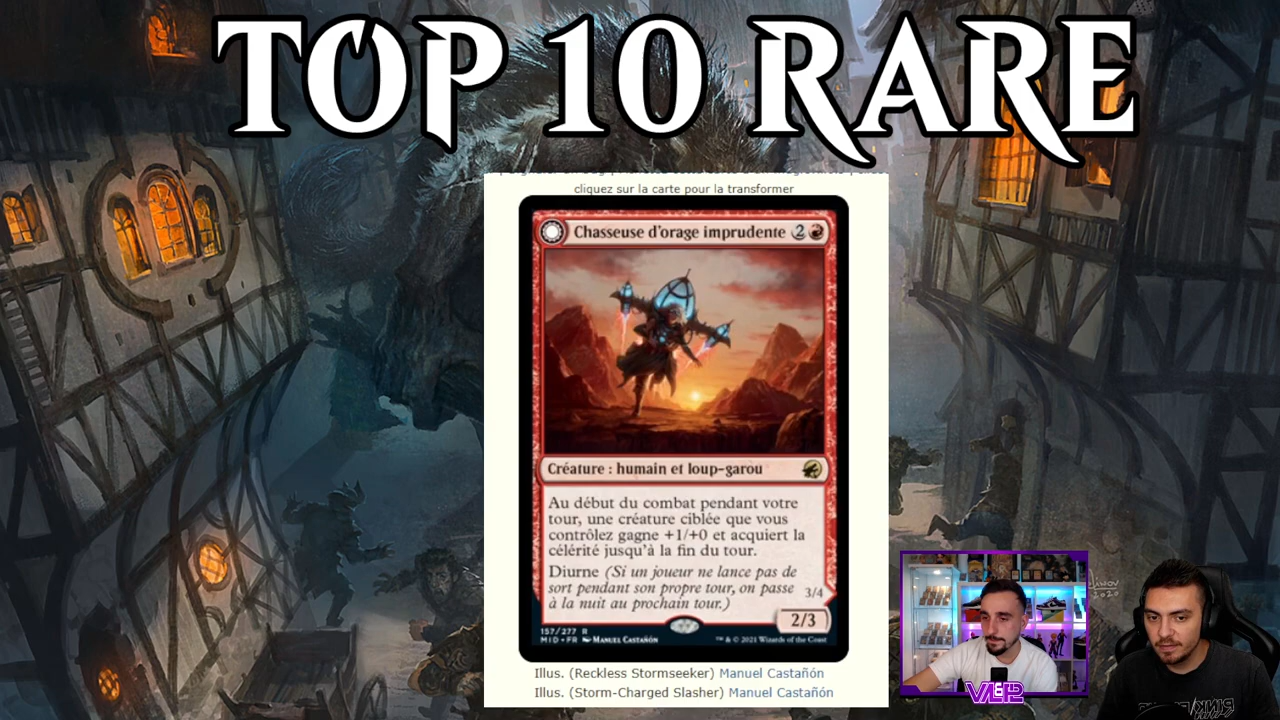 TOP 10 RARE
cliquez sur la carte pour la transformer
Chasseuse d'orage imprudente 2
Créature : humain et loup-garou
Au début du combat pendant votre
tour, une créature ciblée que vous
contrôlez gagne +1/+0 et acquiert la
célérité jusqu'à la fin du tour.
Diurne (Si un joueur ne lance pas de
sort pendant son propre tour, on passe
à la nuit au prochain tour.)
3/4
2/3
157/277 R
MID • FR MANUEL CASTAÑÓN
™ & © 2021 Wizards of the Coast
Illus. (Reckless Stormseeker) Manuel Castañón
Illus. (Storm-Charged Slasher) Manuel Castañón
2020